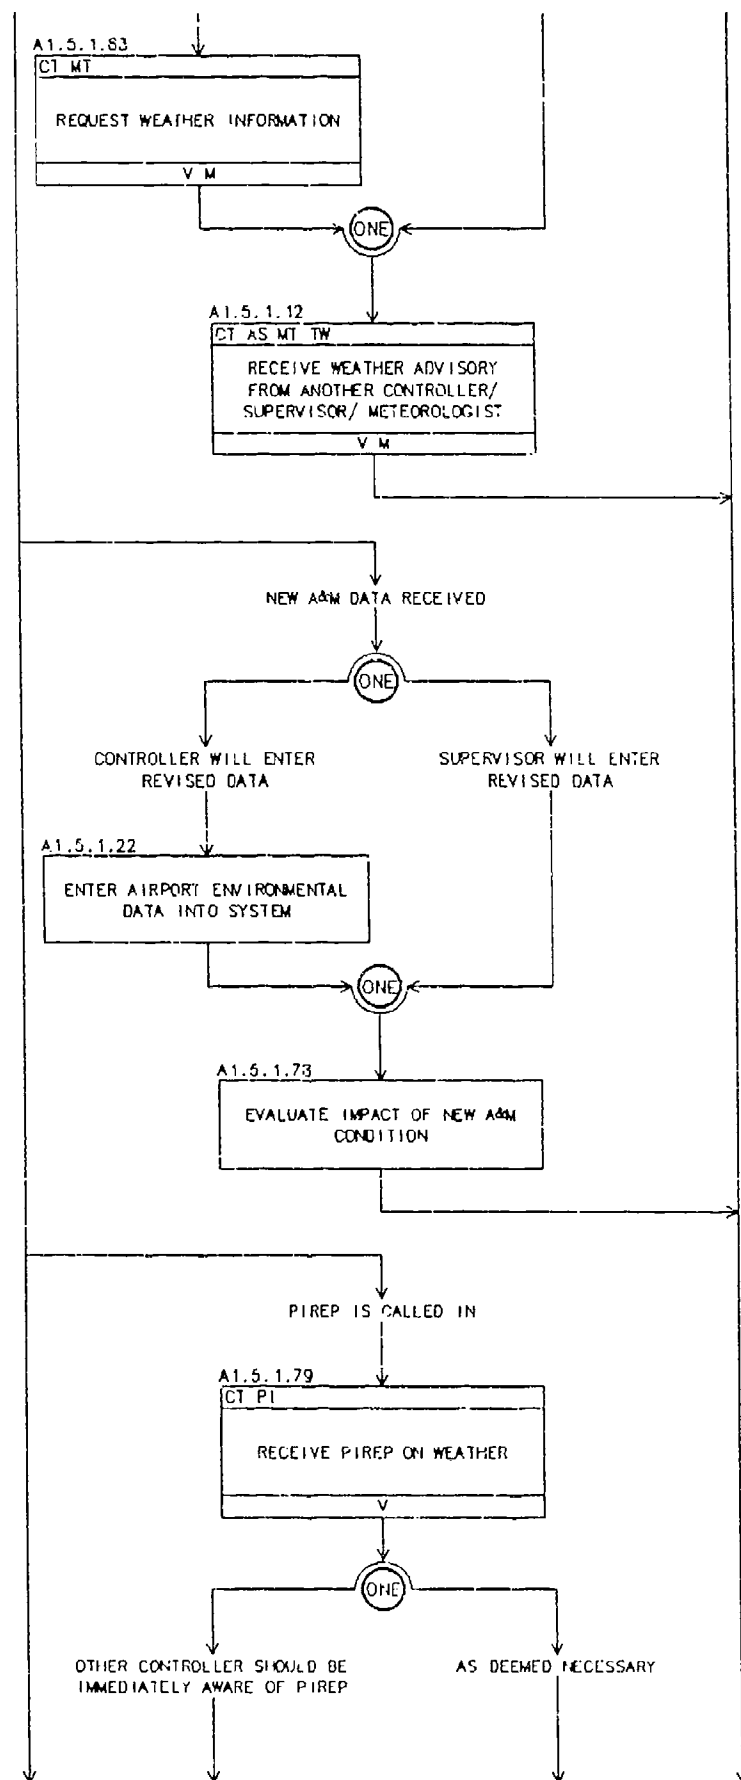 A1.5.1.83
CT MT
REQUEST WEATHER INFORMATION
V M
ONE
A1.5.1.12
CT AS MT TW
RECEIVE WEATHER ADVISORY
FROM ANOTHER CONTROLLER/
SUPERVISOR/ METEOROLOGIST
V M
NEW A&M DATA RECEIVED
ONE
CONTROLLER WILL ENTER
REVISED DATA
SUPERVISOR WILL ENTER
REVISED DATA
A1.5.1.22
ENTER AIRPORT ENVIRONMENTAL
DATA INTO SYSTEM
ONE
A1.5.1.73
EVALUATE IMPACT OF NEW A&M
CONDITION
PIREP IS CALLED IN
A1.5.1.79
CT PI
RECEIVE PIREP ON WEATHER
V
ONE
OTHER CONTROLLER SHOULD BE
IMMEDIATELY AWARE OF PIREP
AS DEEMED NECESSARY